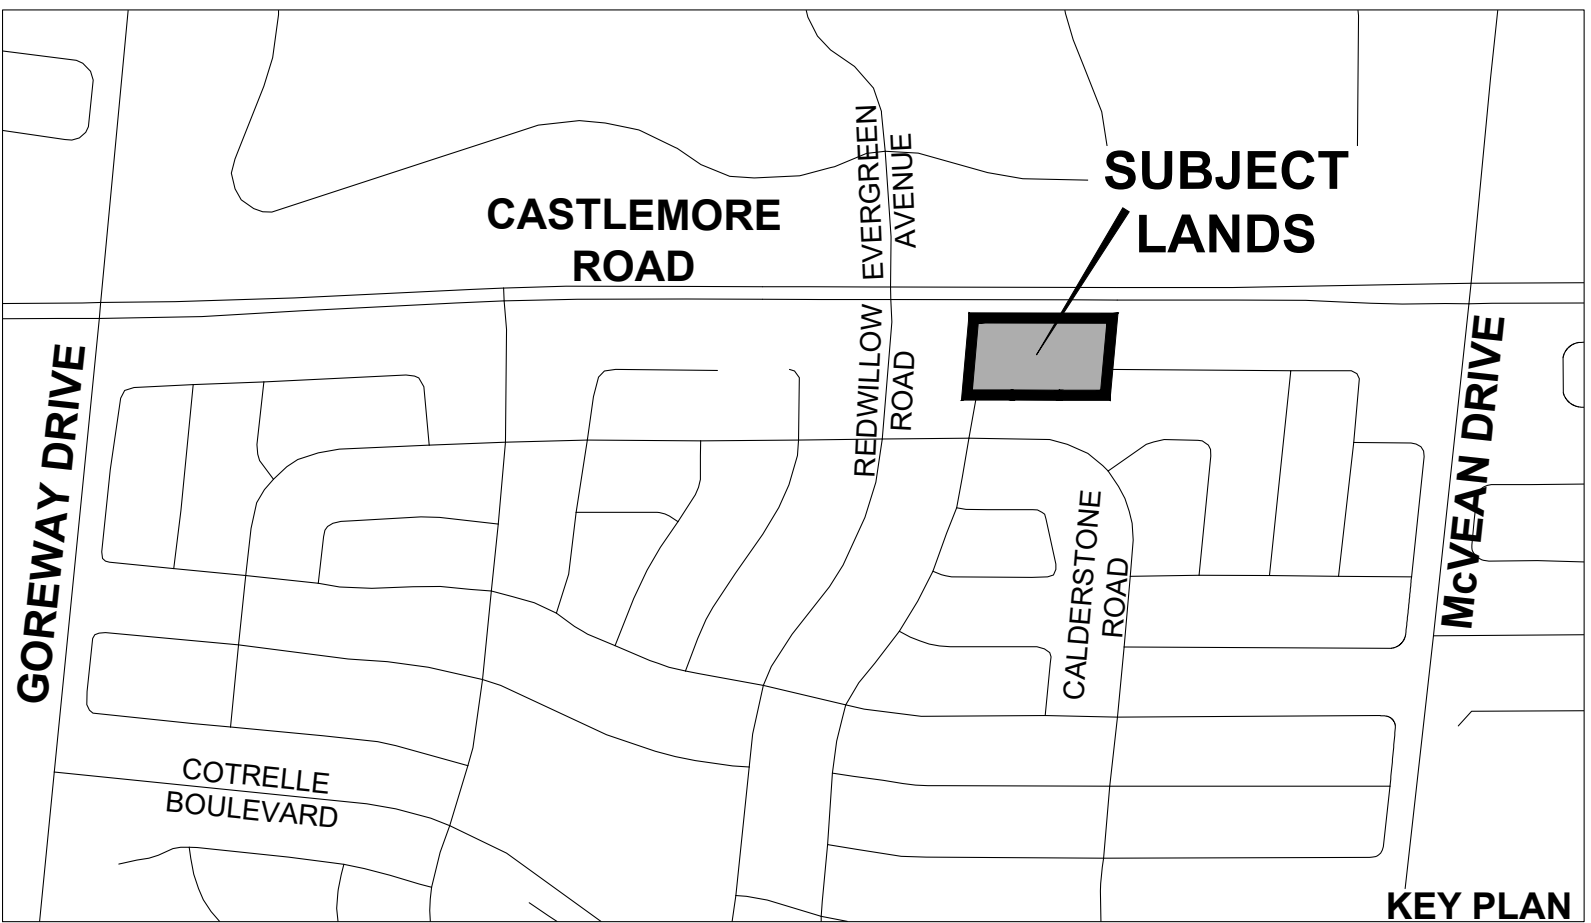 EVERGREEN
AVENUE
SUBJECT
LANDS
CASTLEMORE
ROAD
REDWILLOW
ROAD
GOREWAY DRIVE
McVEAN DRIVE
CALDERSTONE
ROAD
COTRELLE
BOULEVARD
KEY PLAN